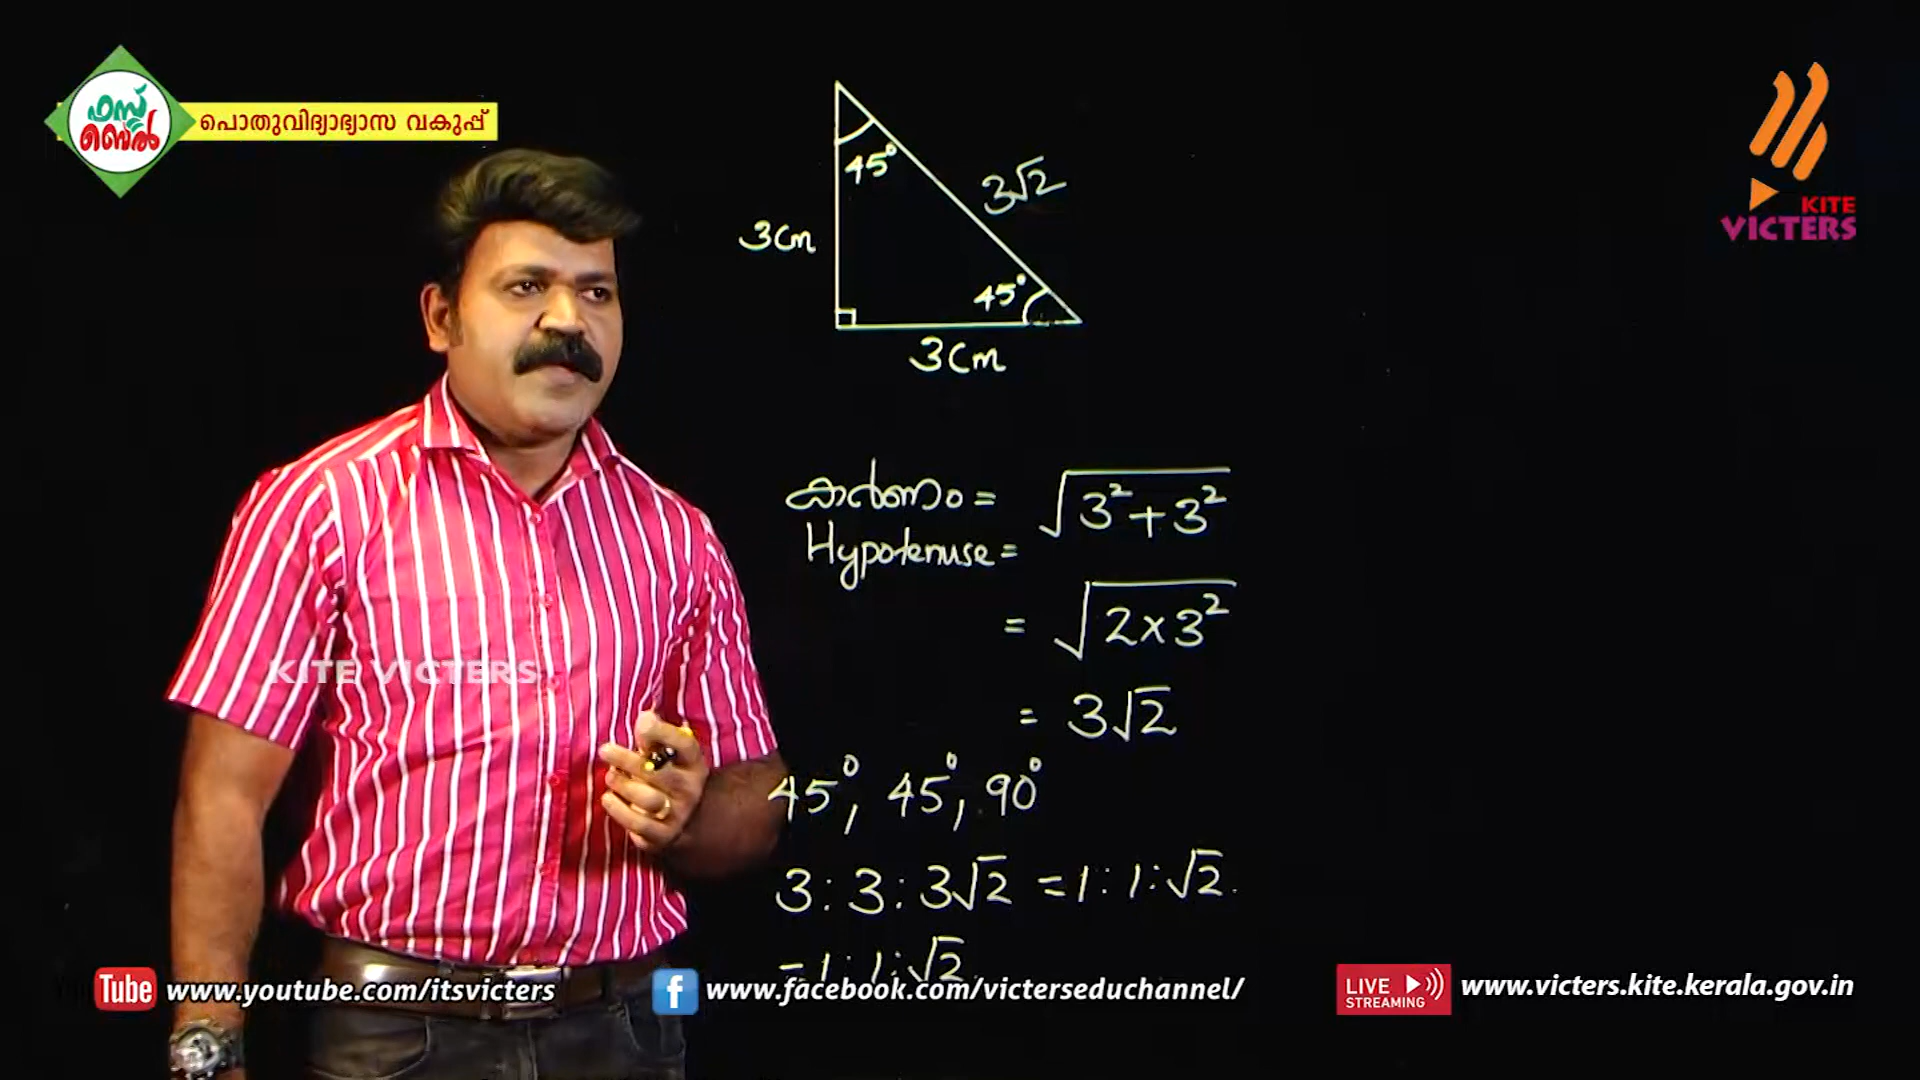 ഫസ്റ്റ്
ബെൽ
പൊതുവിദ്യാഭ്യാസ വകുപ്പ്
KITE
VICTERS
45°
3√2
3cm
45°
3cm
കർണം = √3²+3²
Hypotenuse =
= √2×3²
= 3√2
45°, 45°, 90°
3:3:3√2 = 1:1:√2.
= 1:1:√2
KITE VICTERS
Tube www.youtube.com/itsvicters
f www.facebook.com/victerseduchannel/
LIVE STREAMING www.victers.kite.kerala.gov.in